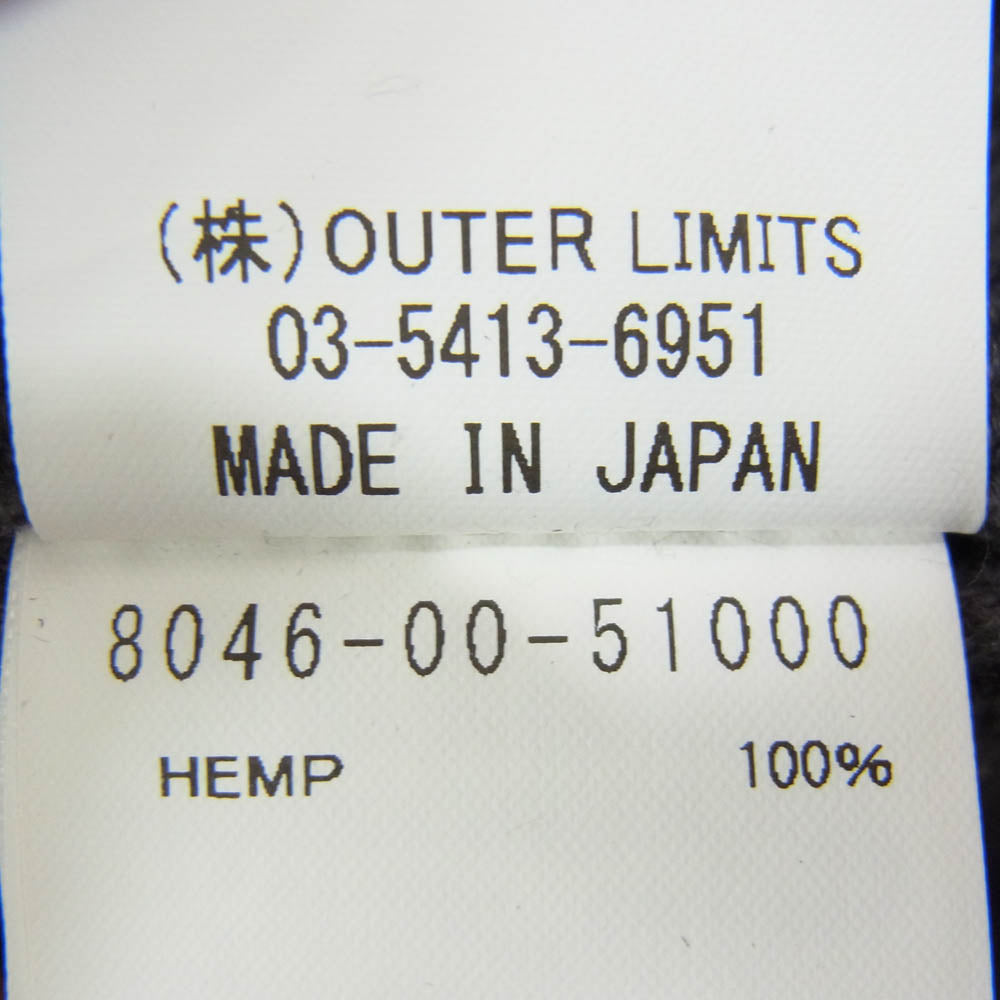 (株)OUTER LIMITS
03-5413-6951
MADE IN JAPAN
8046-00-51000
HEMP 100%